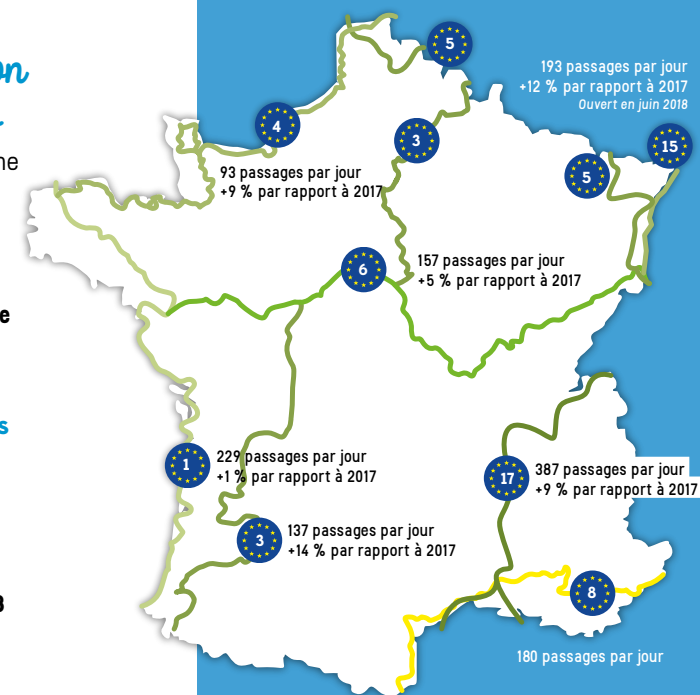 on
ne
e
s
3
5
193 passages par jour
+12 % par rapport à 2017
Ouvert en juin 2018
4
3
15
5
93 passages par jour
+9 % par rapport à 2017
6
157 passages par jour
+5 % par rapport à 2017
1
229 passages par jour
+1 % par rapport à 2017
17
387 passages par jour
+9 % par rapport à 2017
3
137 passages par jour
+14 % par rapport à 2017
8
180 passages par jour